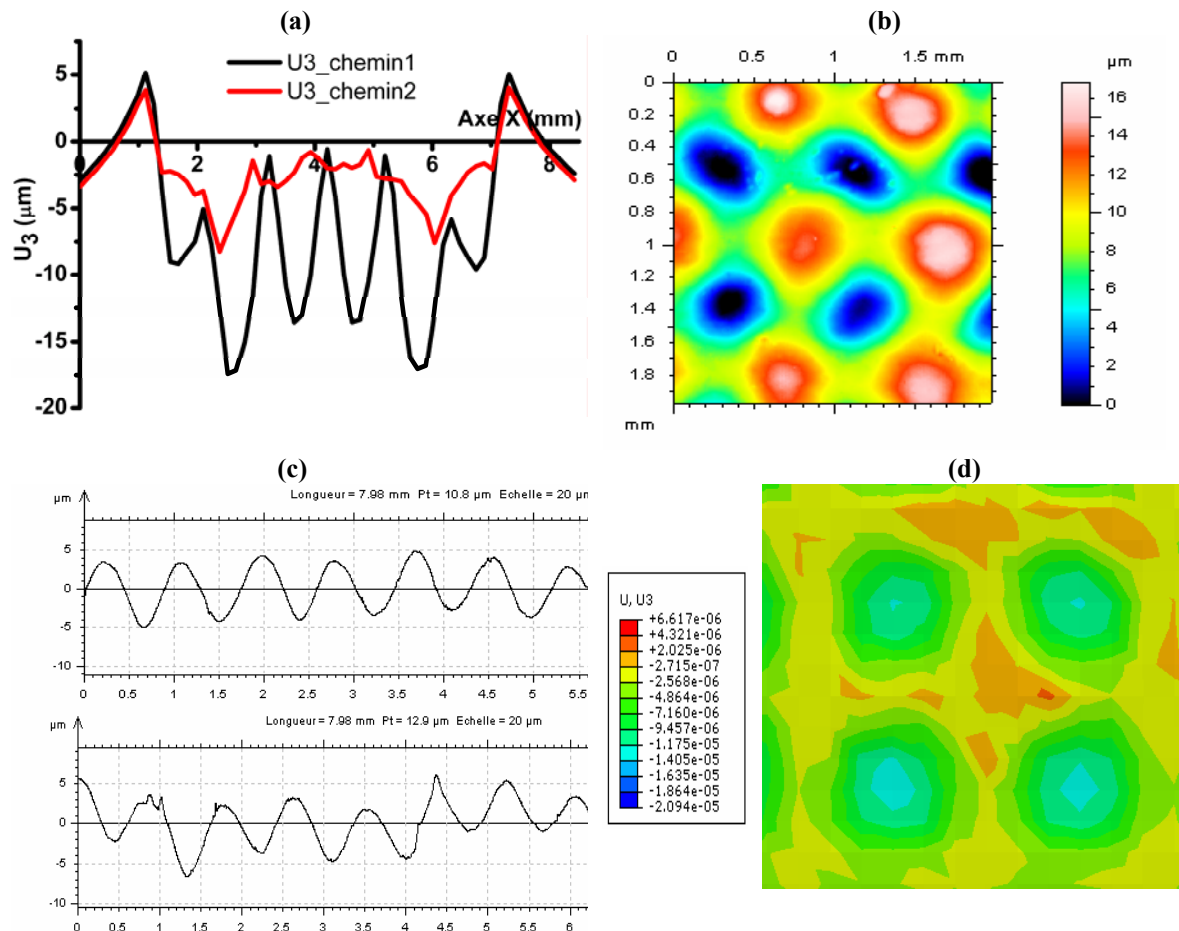 (a)
U3_chemin1
U3_chemin2
Axe X (mm)
U3 (µm)
5
0
-5
-10
-15
-20
0 2 4 6 8
(b)
0 1 1.5 mm
µm
0
0.2
0.4
0.6
0.8
1
1.2
1.4
1.6
1.8
mm
16
14
12
10
8
6
4
2
0
(c)
µm
Longueur = 7.98 mm Pt = 10.8 µm Echelle = 20 µm
5
0
-5
-10
0 0.5 1 1.5 2 2.5 3 3.5 4 4.5 5 5.5
µm
Longueur = 7.98 mm Pt = 12.9 µm Echelle = 20 µm
5
0
-5
-10
0 0.5 1 1.5 2 2.5 3 3.5 4 4.5 5 5.5 6
(d)
U, U3
+6.617e-06
+4.321e-06
+2.025e-06
-2.715e-07
-2.568e-06
-4.864e-06
-7.160e-06
-9.457e-06
-1.175e-05
-1.405e-05
-1.635e-05
-1.864e-05
-2.094e-05